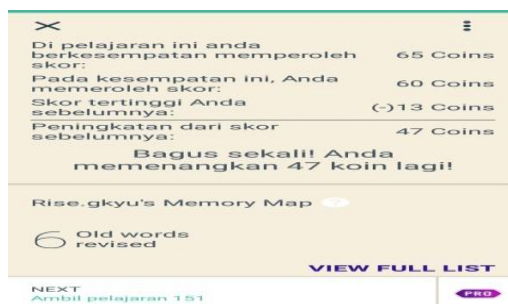 Di pelajaran ini anda
berkesempatan memperoleh
skor:
65 Coins
Pada kesempatan ini, Anda
memeroleh skor:
60 Coins
Skor tertinggi Anda
sebelumnya:
(-)13 Coins
Peningkatan dari skor
sebelumnya:
47 Coins
Bagus sekali! Anda
memenangkan 47 koin lagi!
Rise.gkyu's Memory Map ?
6 Old words
revised
VIEW FULL LIST
NEXT
Ambil pelajaran 151
PRO